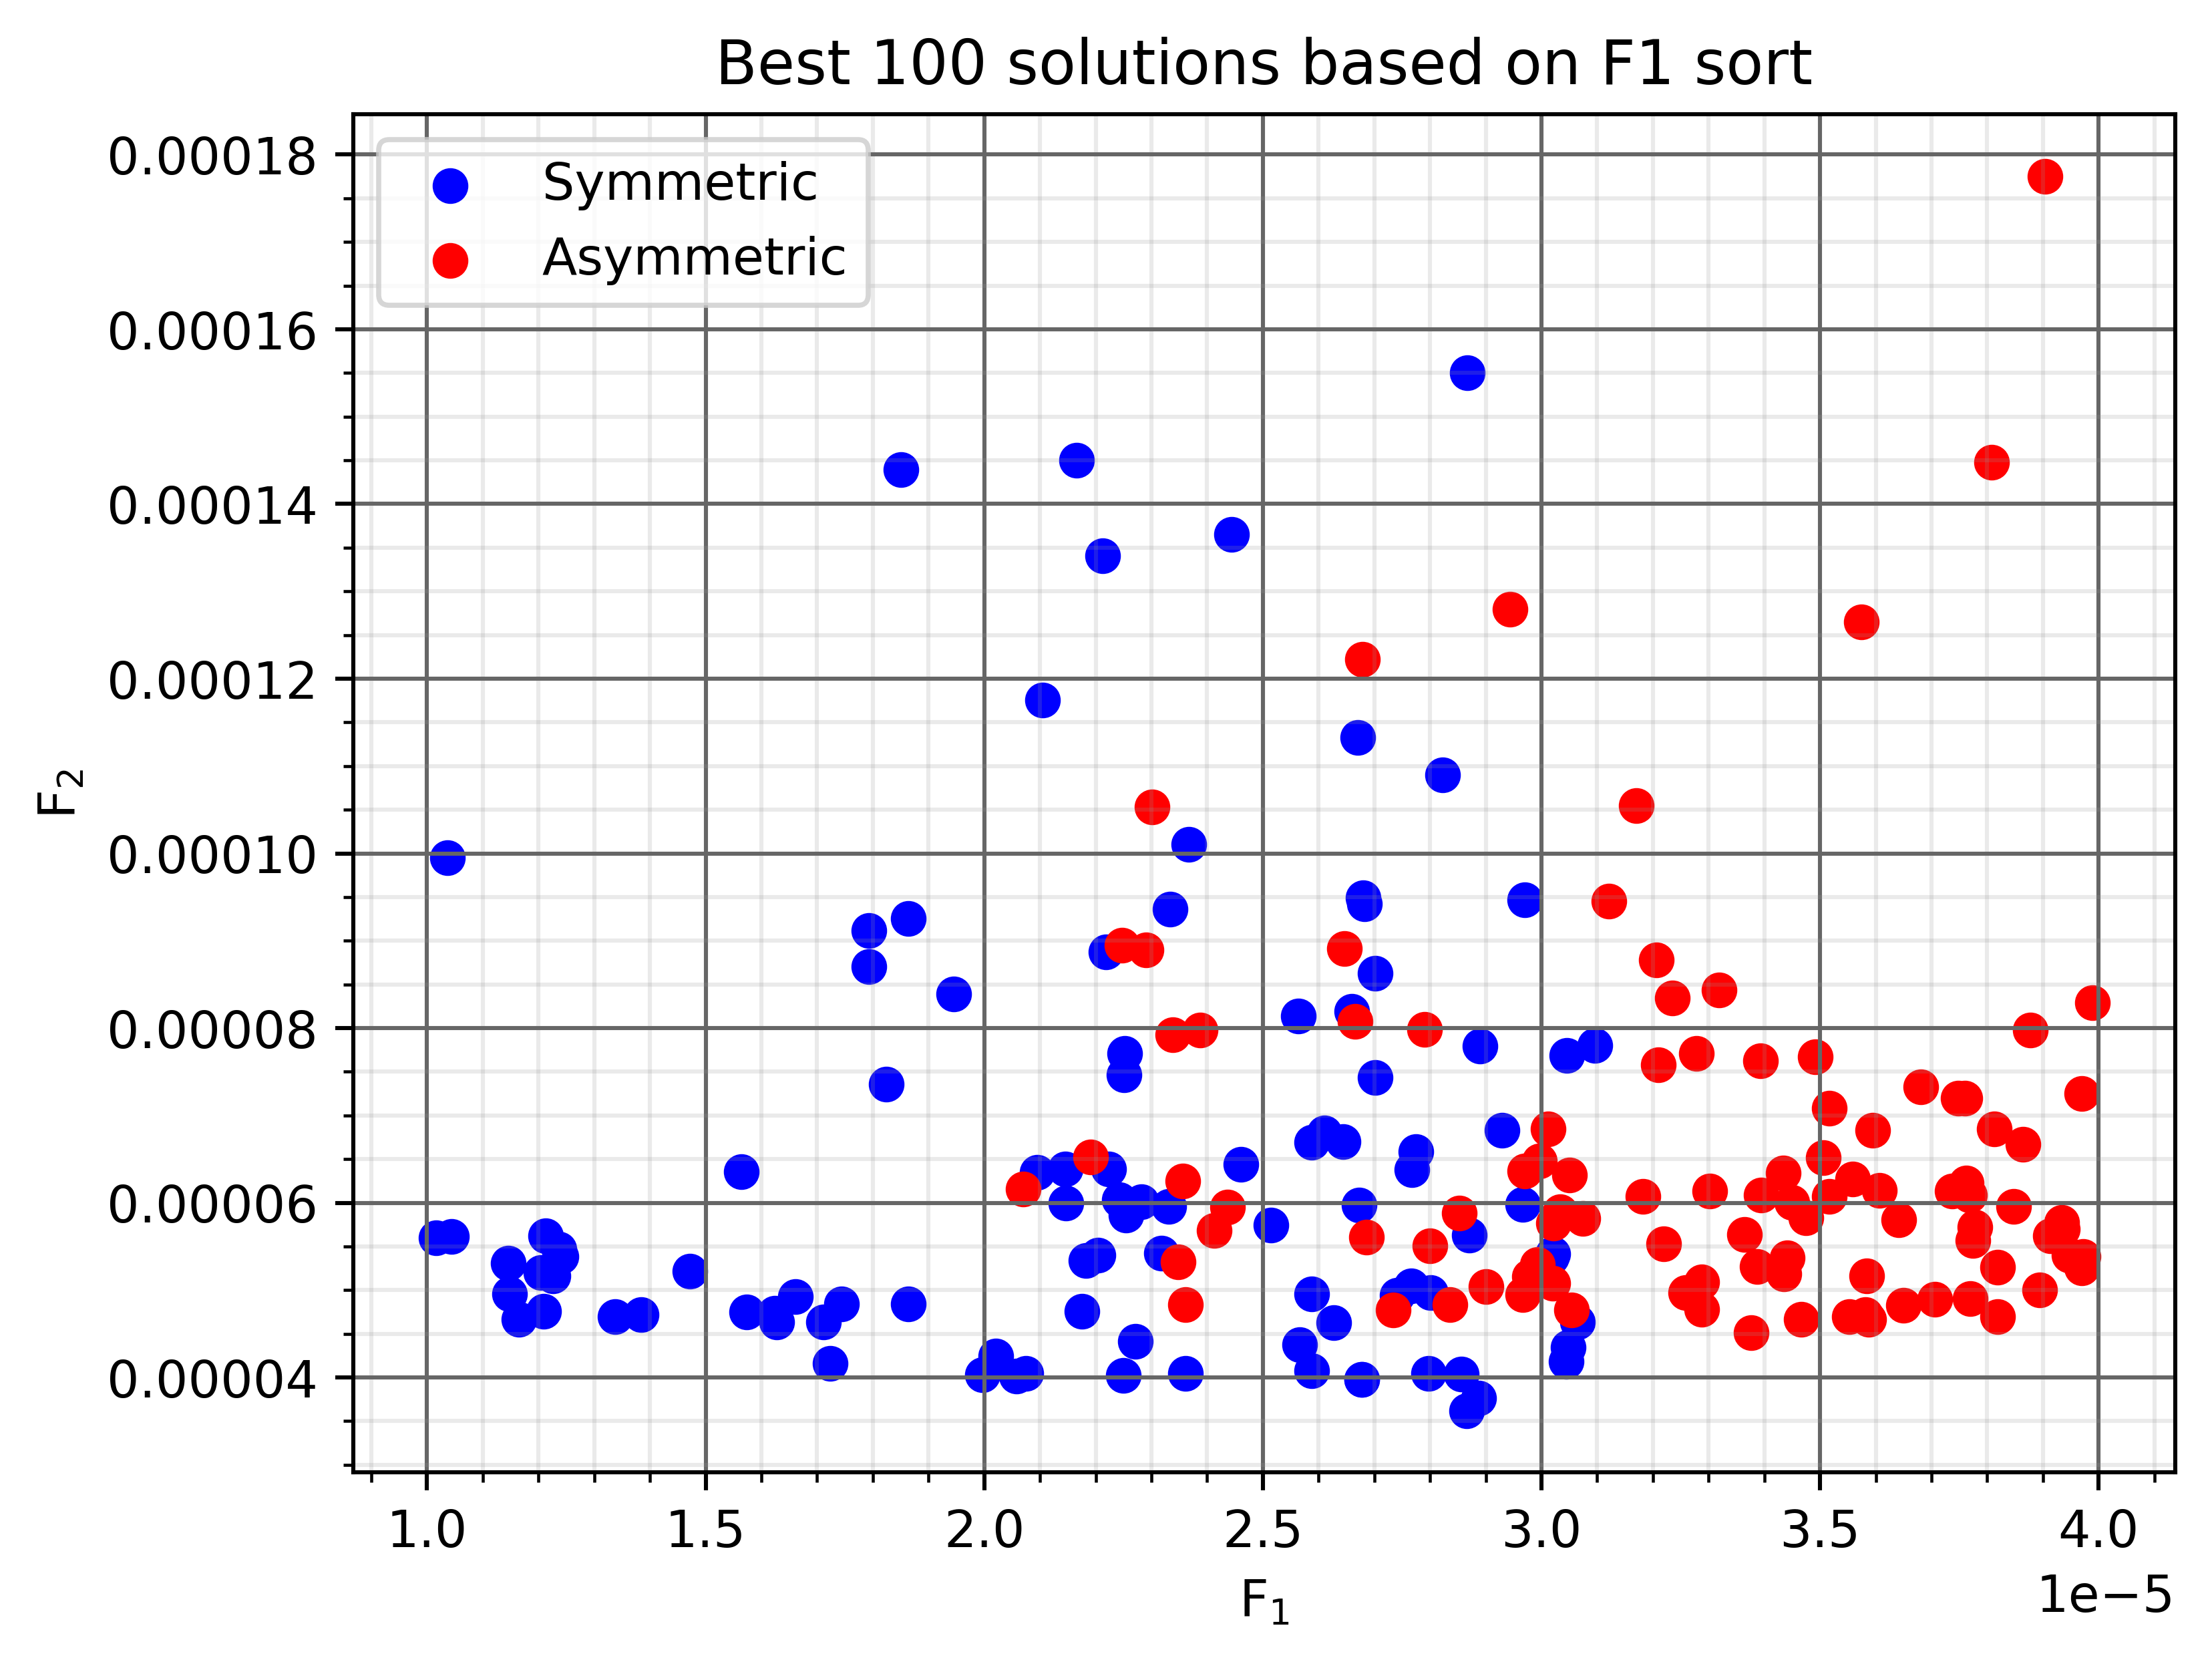 Best 100 solutions based on F1 sort
Symmetric
Asymmetric
0.00018
0.00016
0.00014
0.00012
0.00010
0.00008
0.00006
0.00004
F₂
1.0 1.5 2.0 2.5 3.0 3.5 4.0
1e−5
F₁